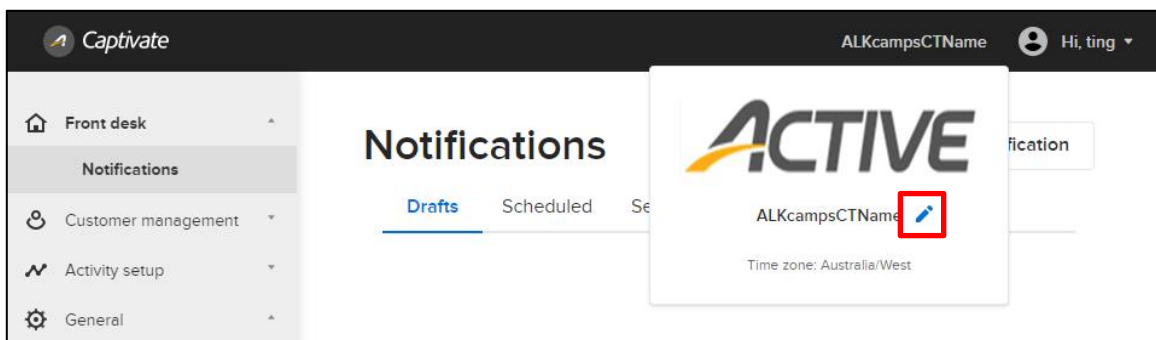 Captivate
ALKcampsCTName
Hi, ting
Front desk
Notifications
Customer management
Activity setup
General
Notifications
fication
Drafts
Scheduled
Se
ACTIVE
ALKcampsCTName
Time zone: Australia/West